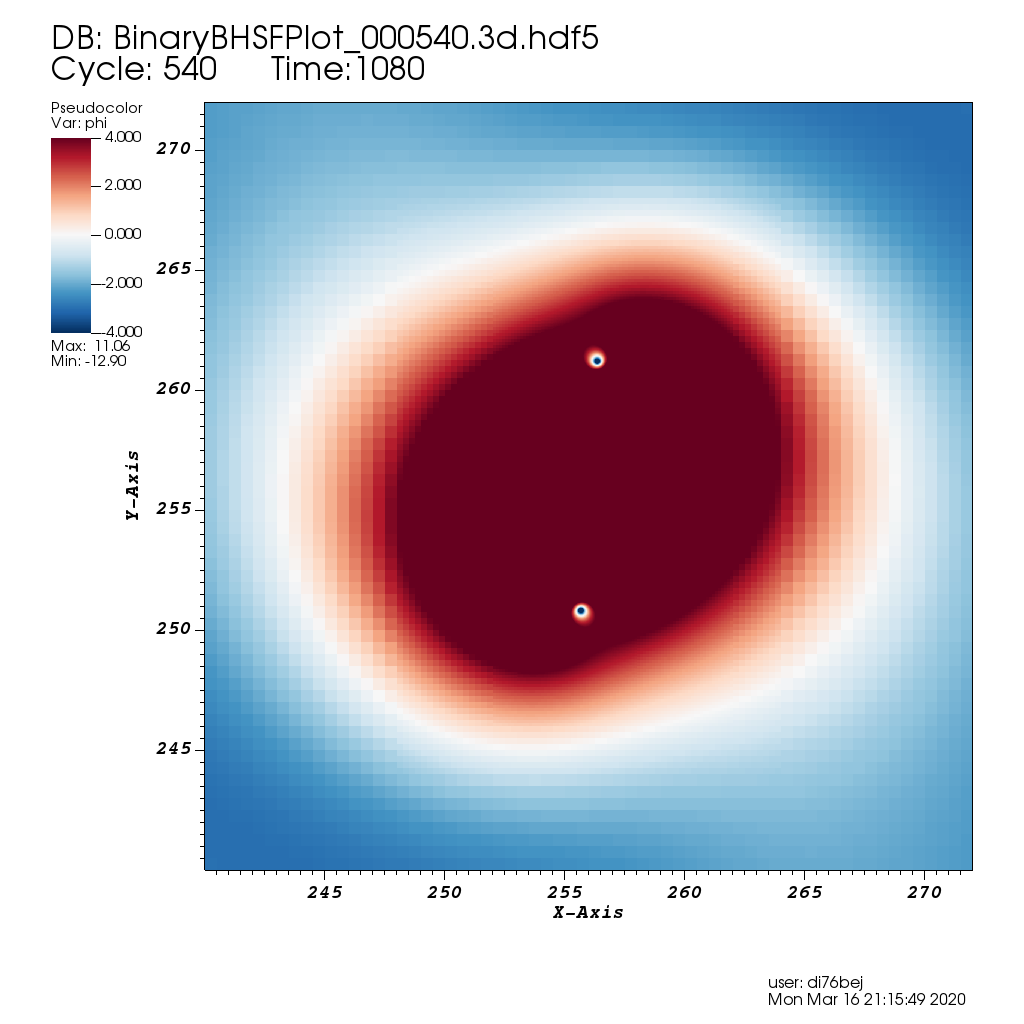 DB: BinaryBHSFPlot_000540.3d.hdf5
Cycle: 540 Time:1080
Pseudocolor
Var: phi
4.000
2.000
0.000
-2.000
-4.000
Max: 11.06
Min: -12.90
270
265
260
255
250
245
Y-Axis
245 250 255 260 265 270
X-Axis
user: di76bej
Mon Mar 16 21:15:49 2020